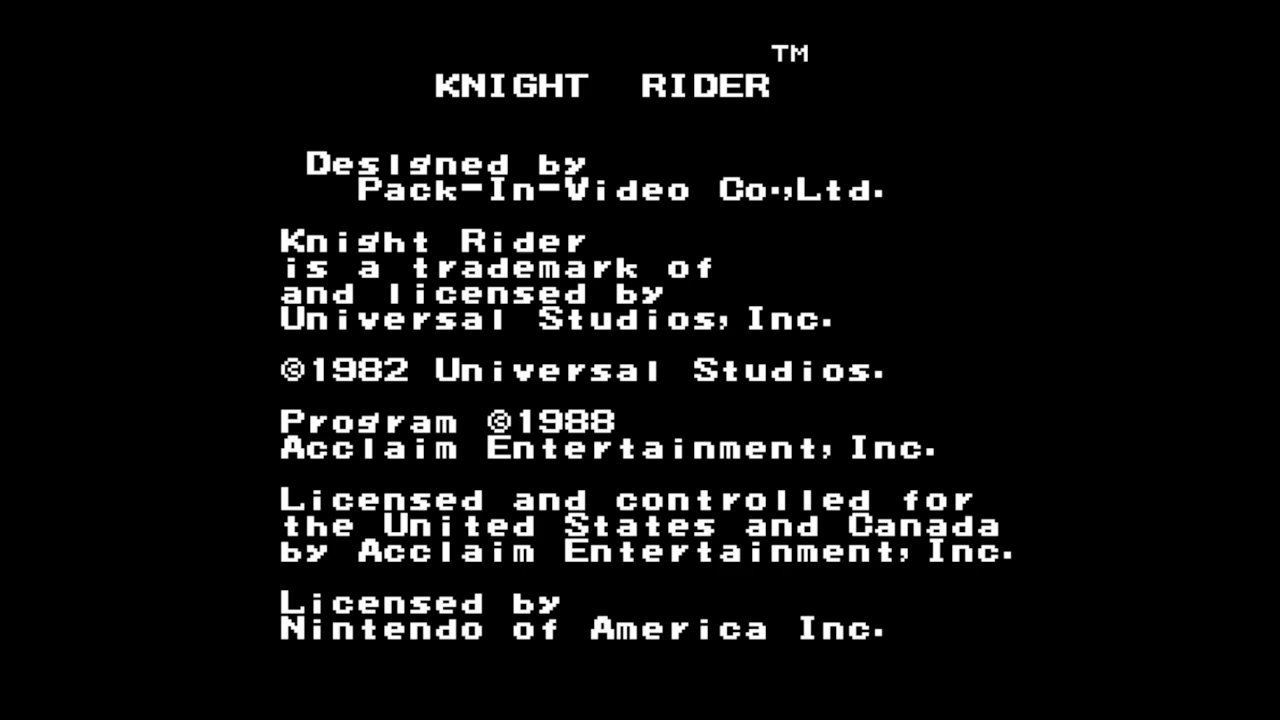 KNIGHT RIDER™
Designed by
Pack-In-Video Co.,Ltd.
Knight Rider
is a trademark of
and licensed by
Universal Studios, Inc.
©1982 Universal Studios.
Program ©1988
Acclaim Entertainment, Inc.
Licensed and controlled for
the United States and Canada
by Acclaim Entertainment, Inc.
Licensed by
Nintendo of America Inc.